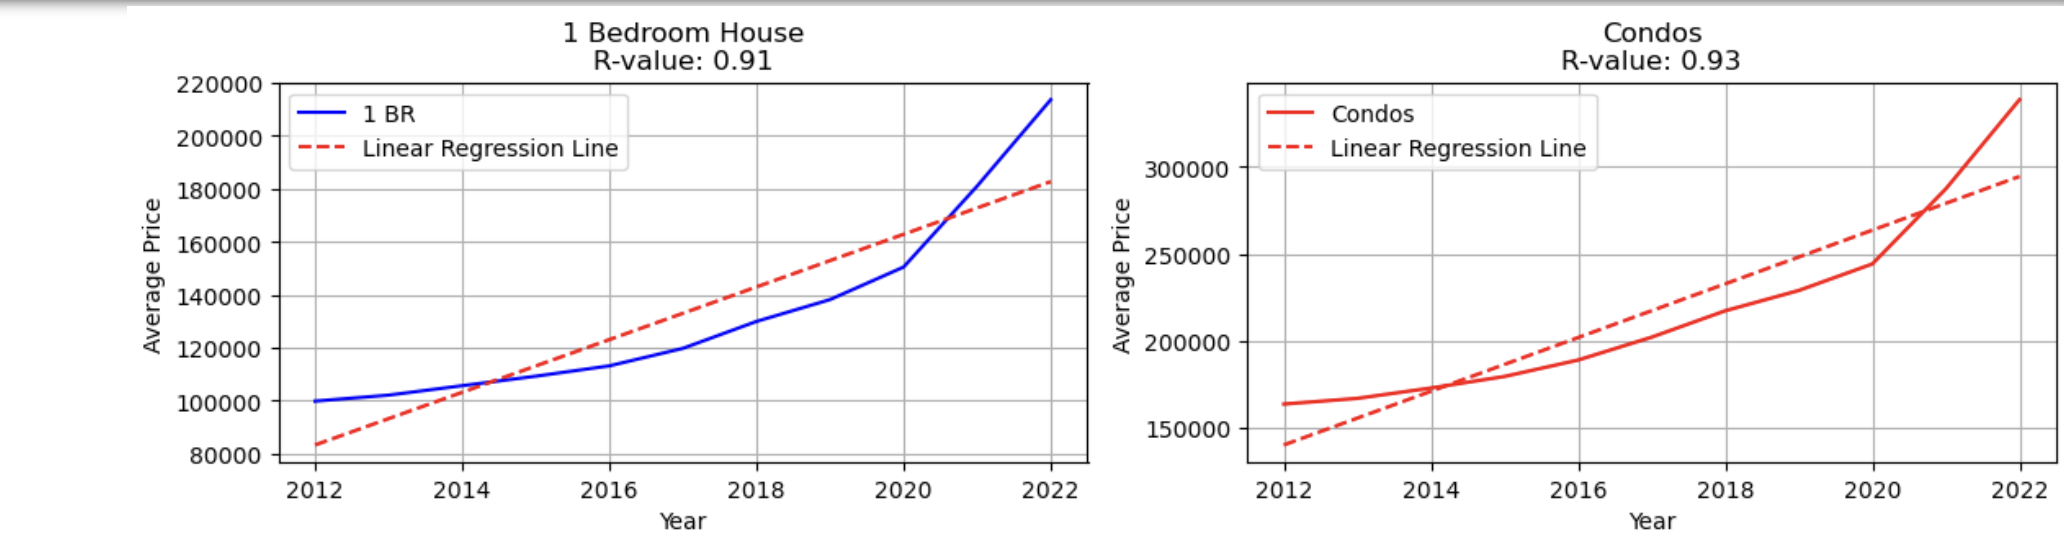 1 Bedroom House
R-value: 0.91
220000
200000
180000
160000
140000
120000
100000
80000
Average Price
1 BR
Linear Regression Line
2012 2014 2016 2018 2020 2022
Year
Condos
R-value: 0.93
300000
250000
200000
150000
Average Price
Condos
Linear Regression Line
2012 2014 2016 2018 2020 2022
Year